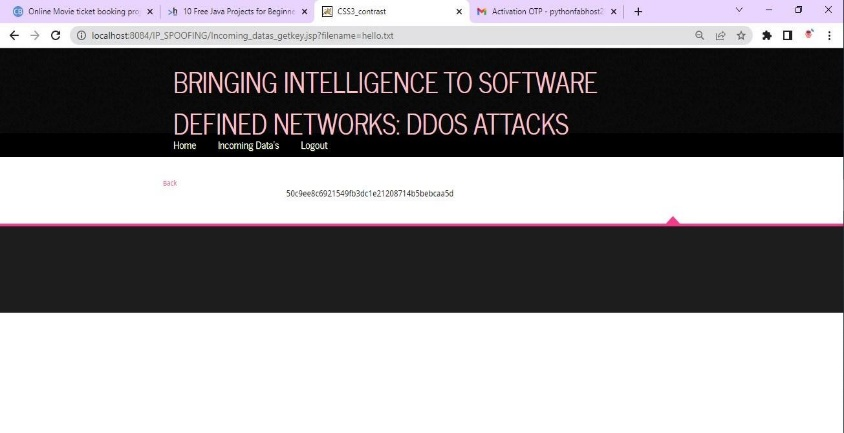 Online Movie ticket booking pro
10 Free Java Projects for Beginne
CSS3_contrast
Activation OTP - pythonfabhost2
localhost:8084/IP_SPOOFING/Incoming_datas_getkey.jsp?filename=hello.txt
BRINGING INTELLIGENCE TO SOFTWARE
DEFINED NETWORKS: DDOS ATTACKS
Home Incoming Data's Logout
Back
50c9ee8c6921549fb3dc1e21208714b5bebcaa5d